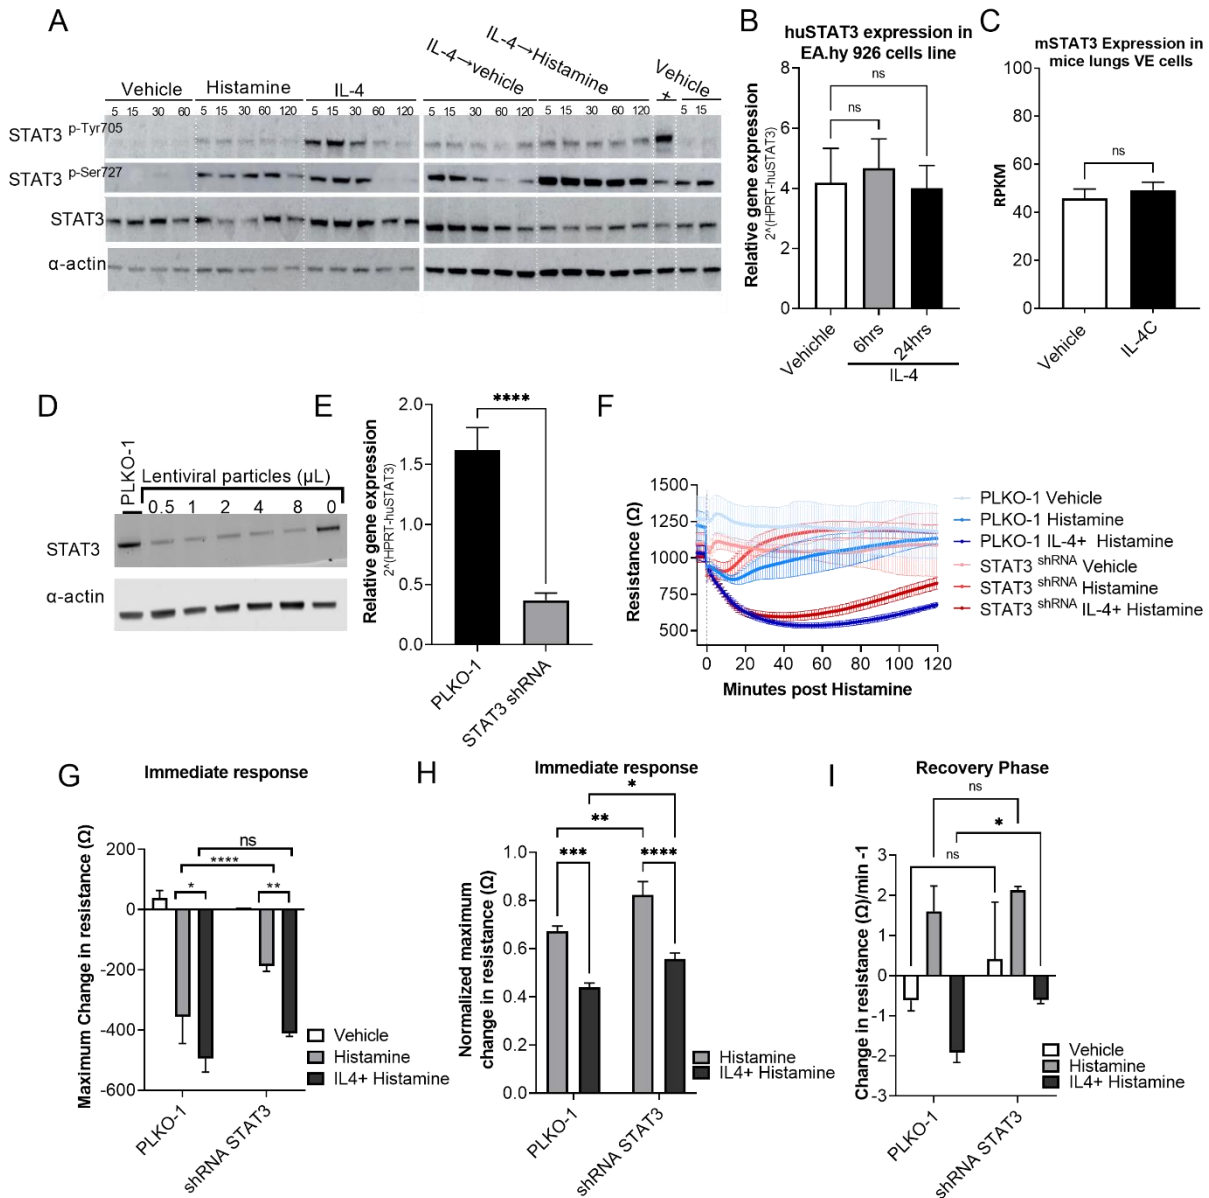 A
Vehicle
Histamine
IL-4
IL-4→vehicle
IL-4→Histamine
+
Vehicle
5 15 30 60 5 15 30 60 120 5 15 30 60 120 5 15 30 60 120 5 15 30 60 120 5 15
STAT3 p-Tyr705
STAT3 p-Ser727
STAT3
α-actin
B
huSTAT3 expression in
EA.hy 926 cells line
Relative gene expression
2^(HPRT-huSTAT3)
8
6
4
2
0
ns
ns
Vehichle
6hrs
24hrs
IL-4
C
mSTAT3 Expression in
mice lungs VE cells
RPKM
100
80
60
40
20
0
ns
Vehicle
IL-4C
D
PLKO-1
Lentiviral particles (µL)
0.5 1 2 4 8 0
STAT3
α-actin
E
Relative gene expression
2^(HPRT-huSTAT3)
2.0
1.5
1.0
0.5
0.0
****
PLKO-1
STAT3 shRNA
F
Resistance (Ω)
1500
1250
1000
750
500
0 20 40 60 80 100 120
Minutes post Histamine
PLKO-1 Vehicle
PLKO-1 Histamine
PLKO-1 IL-4+ Histamine
STAT3 shRNA Vehicle
STAT3 shRNA Histamine
STAT3 shRNA IL-4+ Histamine
G
Immediate response
Maximum Change in resistance (Ω)
200
0
-200
-400
-600
ns
****
*
**
PLKO-1
shRNA STAT3
Vehicle
Histamine
IL4+ Histamine
H
Immediate response
Normalized maximum
change in resistance (Ω)
1.0
0.8
0.6
0.4
0.2
0.0
*
**
***
****
PLKO-1
shRNA STAT3
Histamine
IL4+ Histamine
I
Recovery Phase
Change in resistance (Ω)/min -1
3
2
1
0
-1
-2
-3
ns
*
ns
PLKO-1
shRNA STAT3
Vehicle
Histamine
IL4+ Histamine